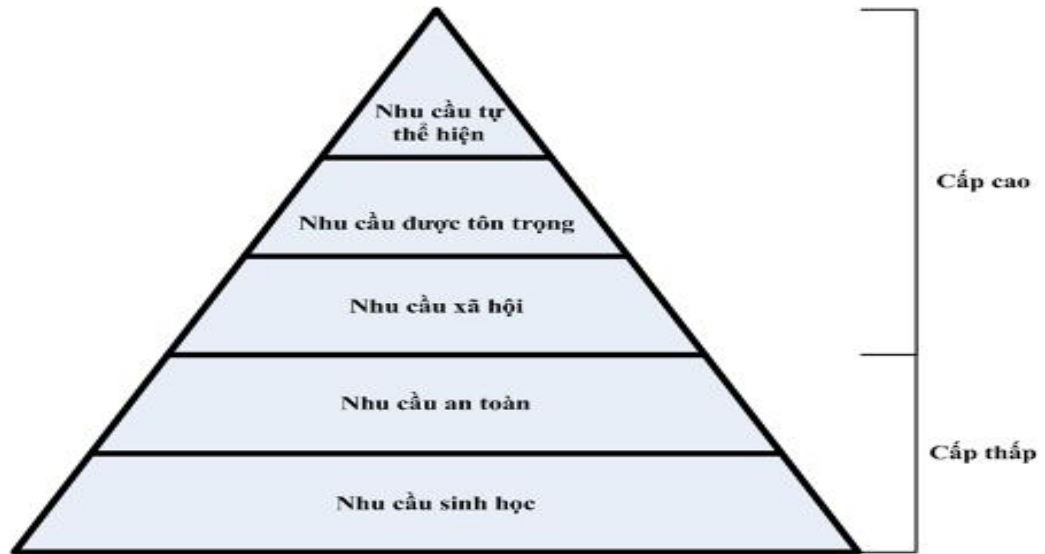 Nhu cầu tự
thể hiện
Cấp cao
Nhu cầu được tôn trọng
Nhu cầu xã hội
Nhu cầu an toàn
Cấp thấp
Nhu cầu sinh học